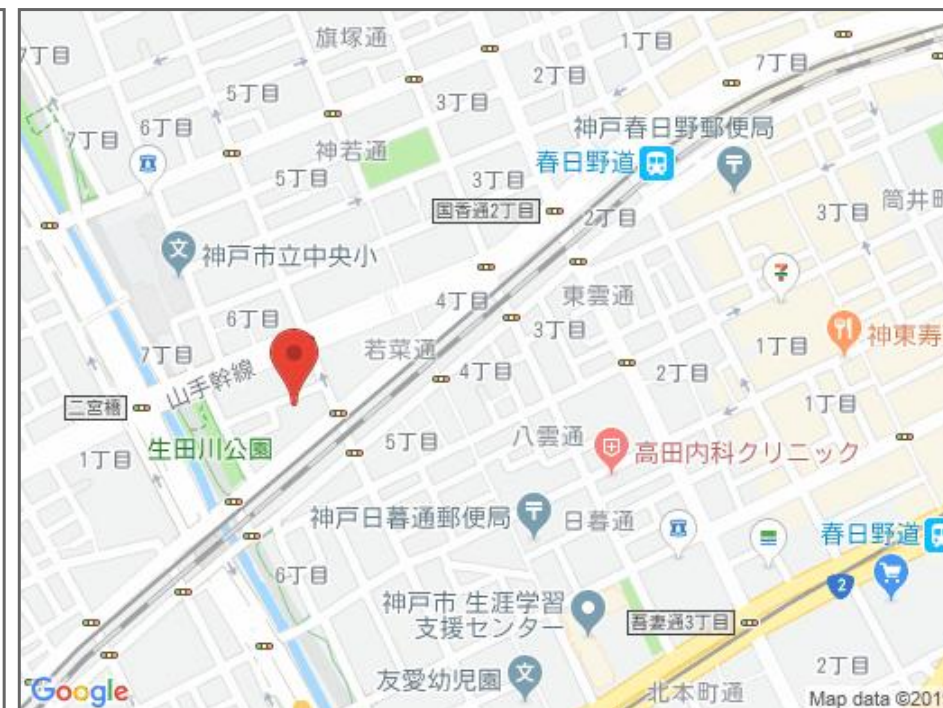 旗塚通
1丁目
7丁目
7丁目
2丁目
5丁目
3丁目
6丁目
7丁目
神戸春日野郵便局
神若通
春日野道
5丁目
3丁目
筒井町
国香通2丁目
2丁目
3丁目
神戸市立中央小
4丁目
東雲通
6丁目
3丁目
7丁目
若菜通
1丁目
神東寿
山手幹線
4丁目
2丁目
二宮橋
1丁目
生田川公園
5丁目
八雲通
1丁目
高田内科クリニック
神戸日暮通郵便局
日暮通
春日野道
6丁目
2
神戸市 生涯学習
支援センター
吾妻通3丁目
友愛幼児園
2丁目
北本町通
Google
Map data ©201